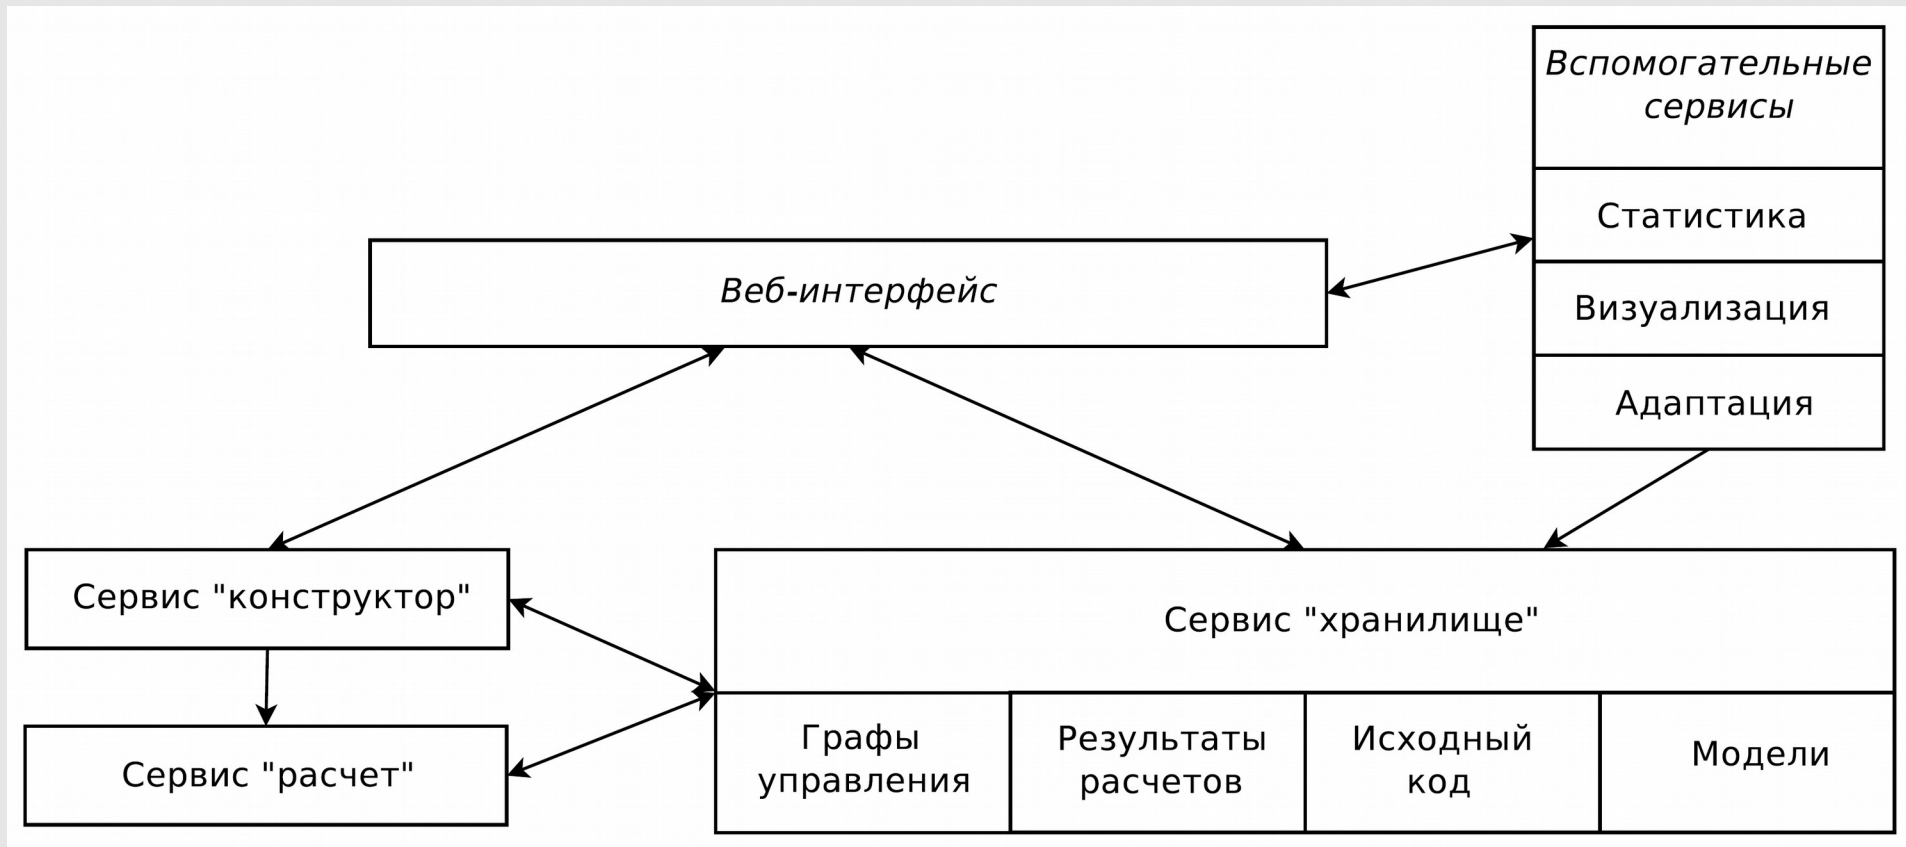 Вспомогательные
сервисы
Статистика
Визуализация
Адаптация
Веб-интерфейс
Сервис "конструктор"
Сервис "расчет"
Сервис "хранилище"
Графы
управления
Результаты
расчетов
Исходный
код
Модели